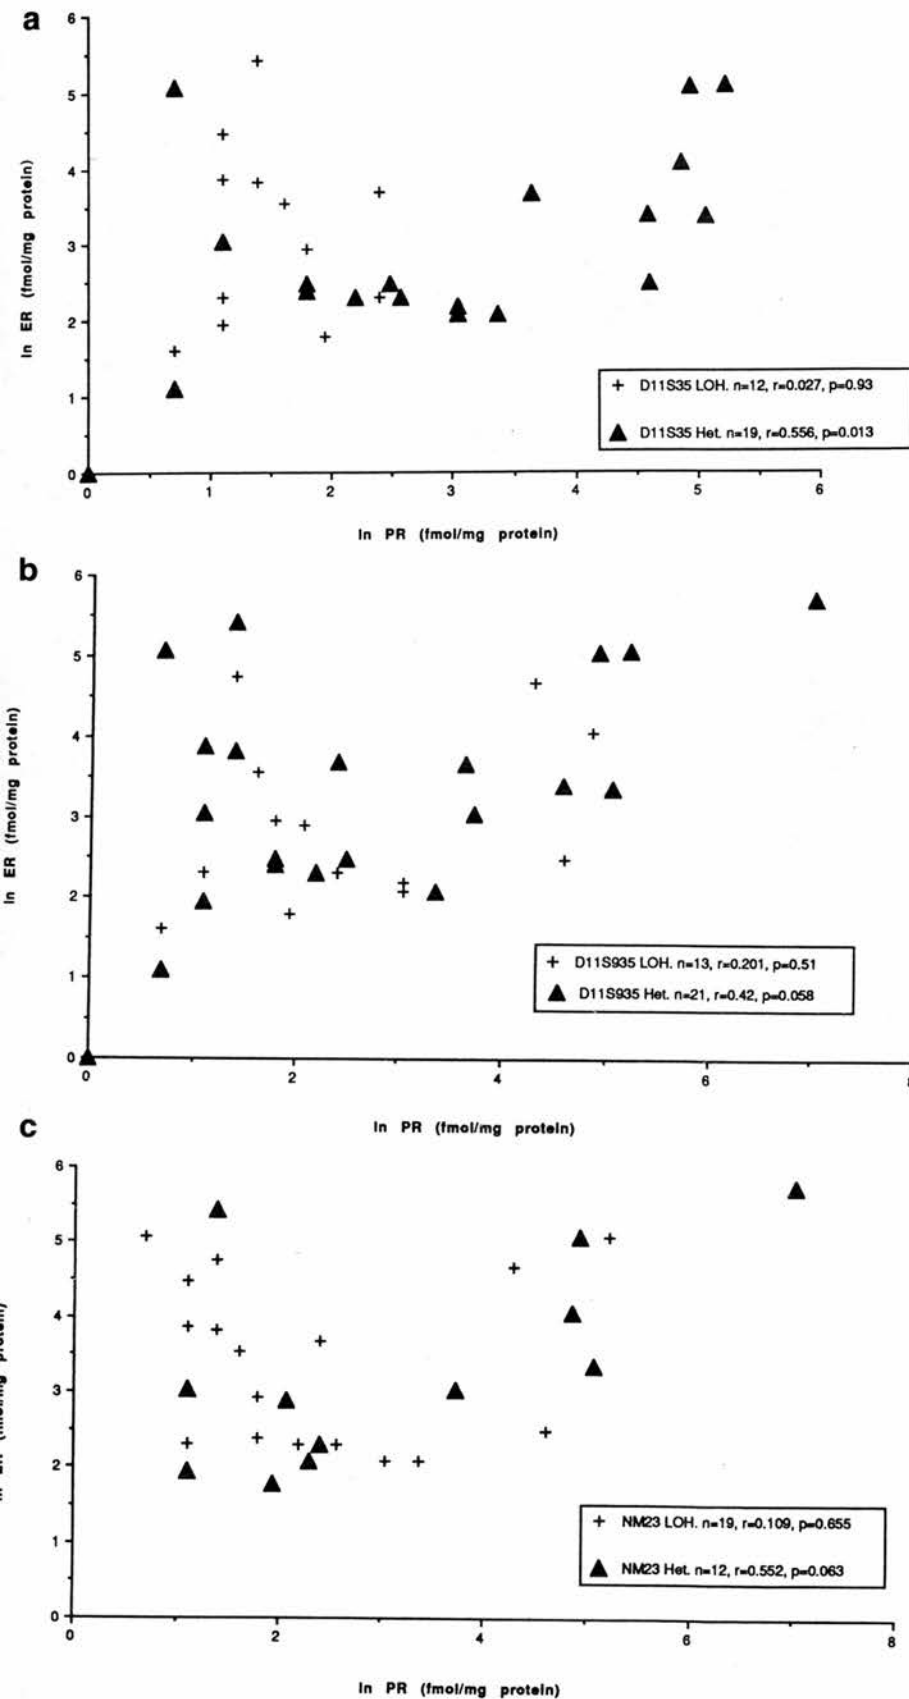 a
6
5
4
3
2
1
0
ln ER (fmol/mg protein)
+ D11S35 LOH. n=12, r=0.027, p=0.93
▲ D11S35 Het. n=19, r=0.556, p=0.013
0 1 2 3 4 5 6
ln PR (fmol/mg protein)
b
6
5
4
3
2
1
0
ln ER (fmol/mg protein)
+ D11S935 LOH. n=13, r=0.201, p=0.51
▲ D11S935 Het. n=21, r=0.42, p=0.058
0 2 4 6
ln PR (fmol/mg protein)
c
6
5
4
3
2
1
0
protein)
+ NM23 LOH. n=19, r=0.109, p=0.655
▲ NM23 Het. n=12, r=0.552, p=0.063
0 2 4 6 8
ln PR (fmol/mg protein)